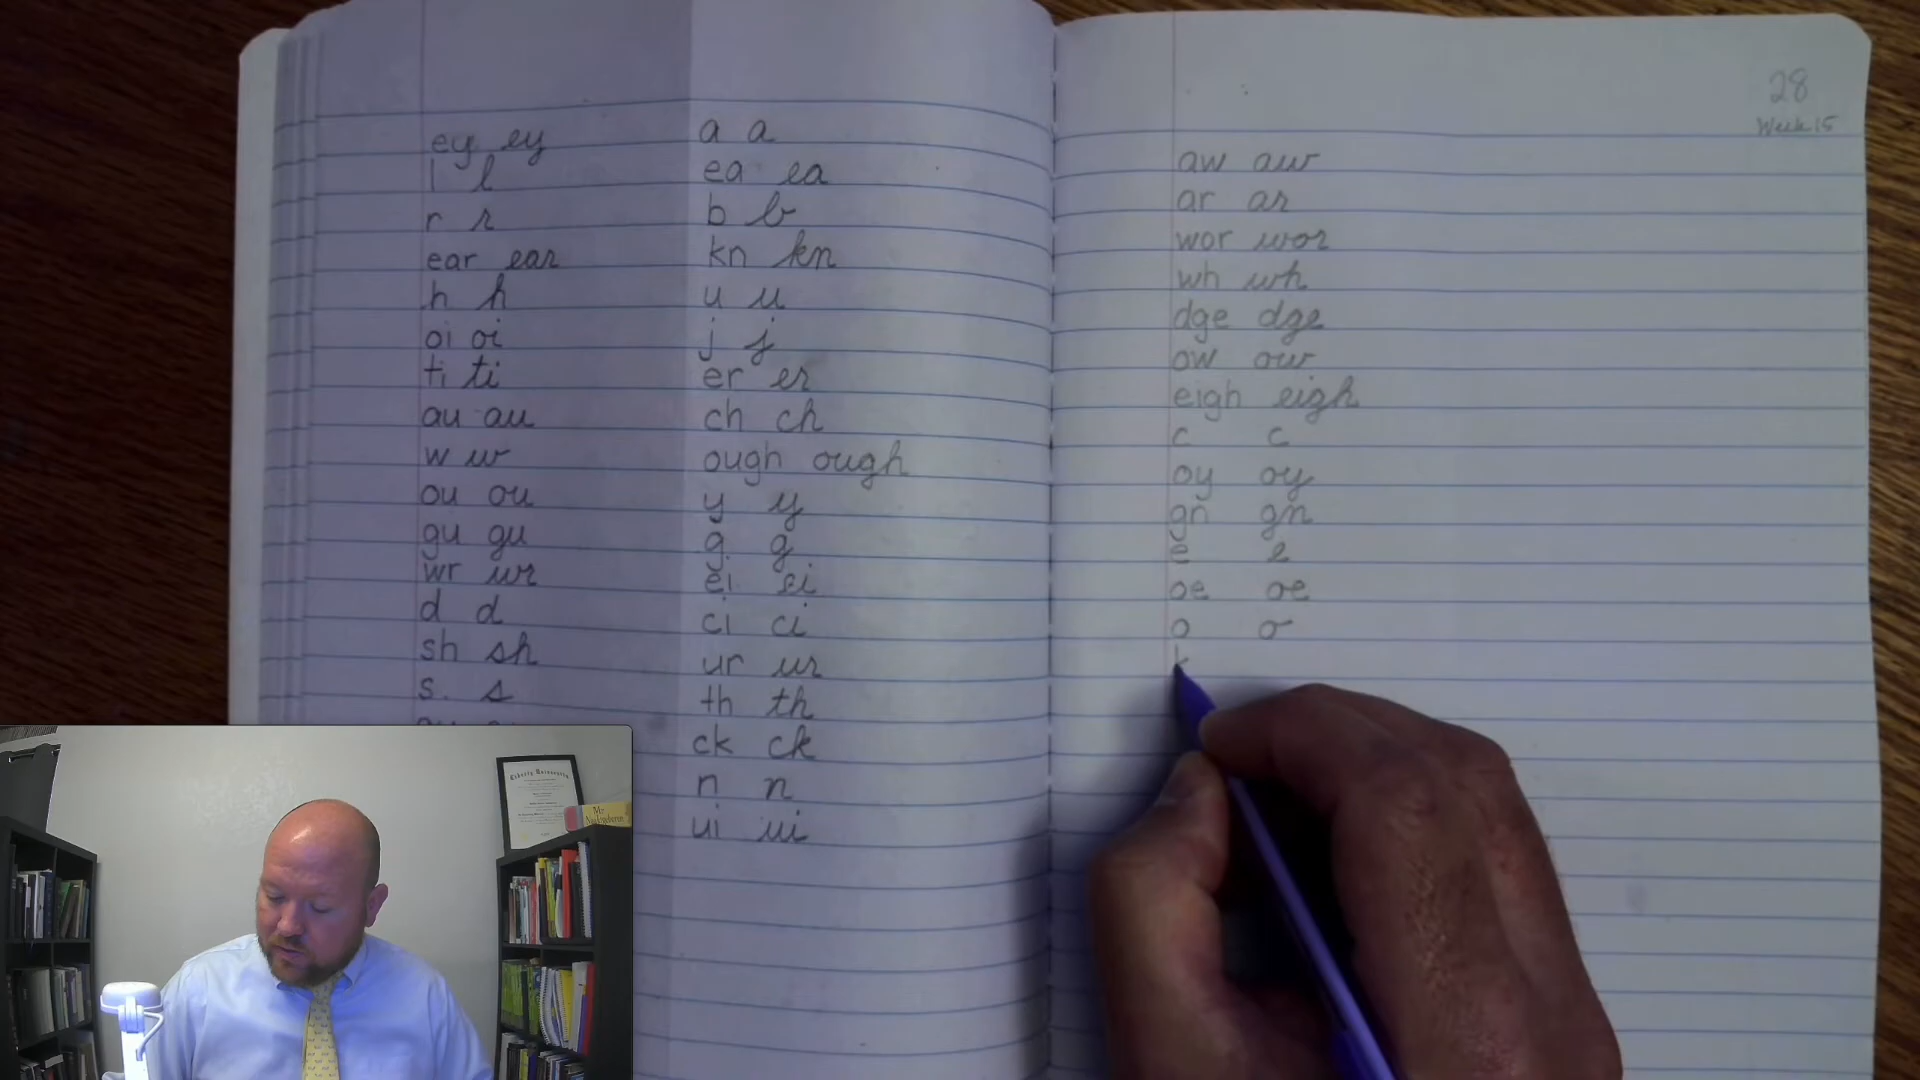 ey ey
l l
r r
ear ear
h h
oi oi
ti ti
au au
w w
ou ou
gu gu
wr wr
d d
sh sh
s s
a a
ea ea
b b
kn kn
u u
j j
er er
ch ch
ough ough
y y
g g
ei ei
ci ci
ur ur
th th
ck ck
n n
ui ui
28
Week 15
aw aw
ar ar
wor wor
wh wh
dge dge
ow ow
eigh eigh
c c
oy oy
gn gn
e e
oe oe
o o
Liberty University